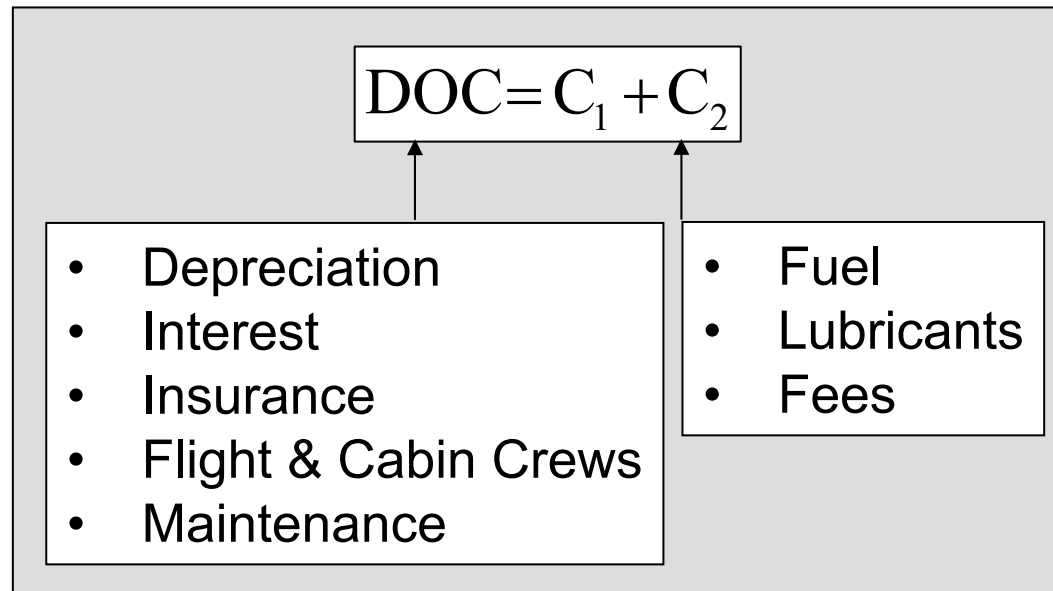 DOC= C₁ + C₂
• Depreciation
• Interest
• Insurance
• Flight & Cabin Crews
• Maintenance
• Fuel
• Lubricants
• Fees